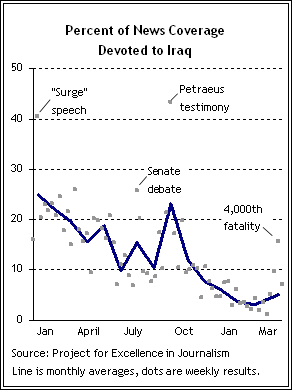 Percent of News Coverage
Devoted to Iraq
50
40
30
20
10
0
"Surge"
speech
Petraeus
testimony
Senate
debate
4,000th
fatality
Jan April July Oct Jan Mar
Source: Project for Excellence in Journalism
Line is monthly averages, dots are weekly results.